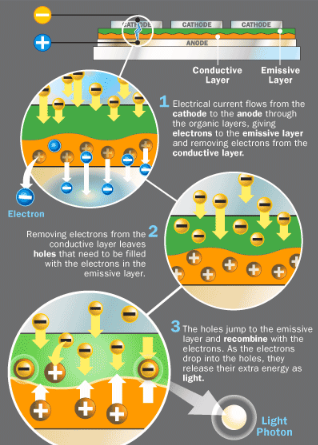 CATHODE CATHODE CATHODE
ANODE
Conductive Layer
Emissive Layer
1 Electrical current flows from the
cathode to the anode through
the organic layers, giving
electrons to the emissive layer
and removing electrons from the
conductive layer.
Electron
2
Removing electrons from the
conductive layer leaves
holes that need to be filled
with the electrons in the
emissive layer.
3 The holes jump to the emissive
layer and recombine with the
electrons. As the electrons
drop into the holes, they
release their extra energy as
light.
Light
Photon